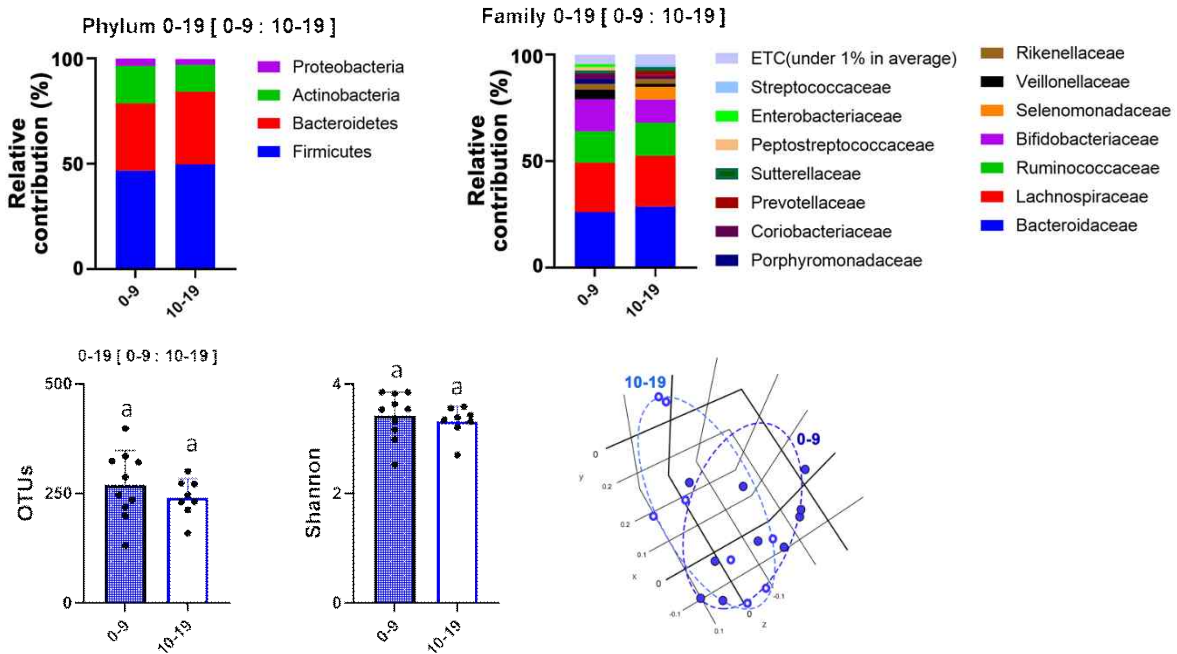 Phylum 0-19 [ 0-9 : 10-19 ]
Relative
contribution (%)
100
50
0
0-9
10-19
Proteobacteria
Actinobacteria
Bacteroidetes
Firmicutes
Family 0-19 [ 0-9 : 10-19 ]
Relative
contribution (%)
100
50
0
0-9
10-19
ETC(under 1% in average)
Streptococcaceae
Enterobacteriaceae
Peptostreptococcaceae
Sutterellaceae
Prevotellaceae
Coriobacteriaceae
Porphyromonadaceae
Rikenellaceae
Veillonellaceae
Selenomonadaceae
Bifidobacteriaceae
Ruminococcaceae
Lachnospiraceae
Bacteroidaceae
0-19 [ 0-9 : 10-19 ]
OTUs
500
250
0
a
a
0-9
10-19
Shannon
4
2
0
a
a
0-9
10-19
10-19
0-9
0
y
0.2
0.2
0.1
x
0
-0.1
0.1
0
z
-0.1